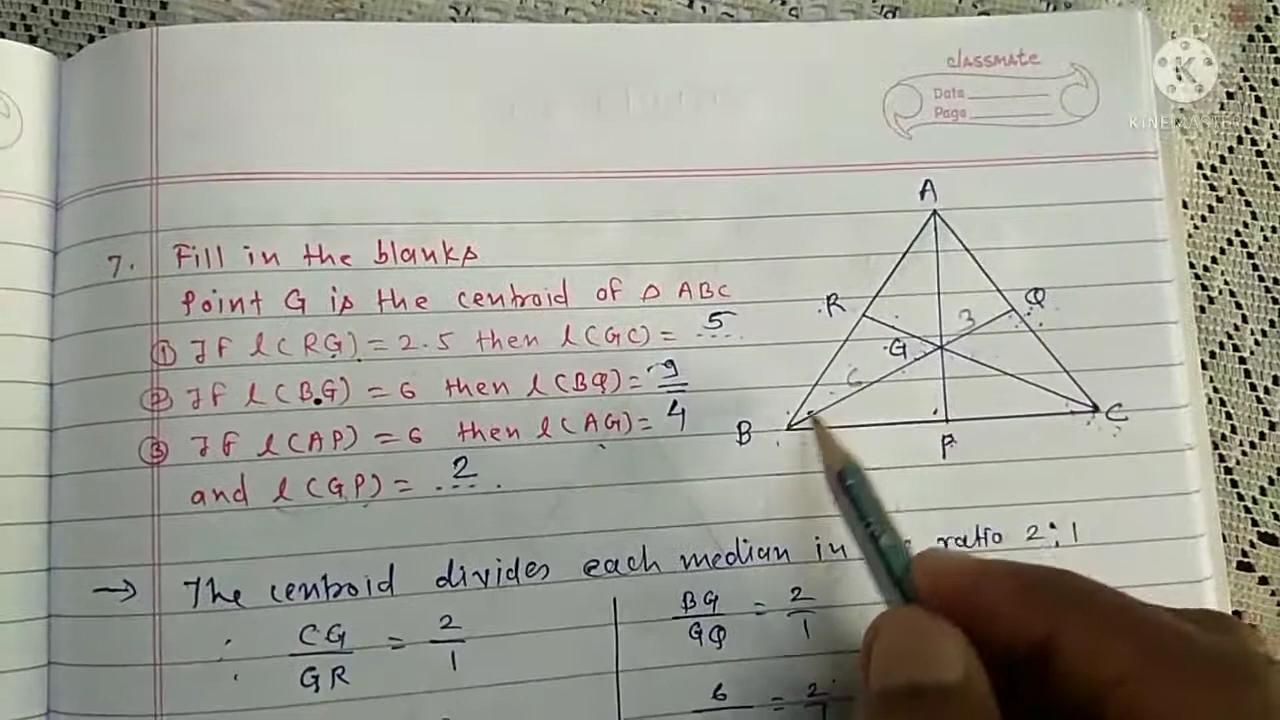 classmate
Date
Page
KINEMASTER
7. Fill in the blanks
Point G is the centroid of Δ ABC
① If l(RG) = 2.5 then l(GC) = 5
② If l(BG) = 6 then l(BQ) = 9
③ If l(AP) = 6 then l(AG) = 4
and l(GP) = 2
A
R
Q
3
G
6
B
P
C
→ The centroid divides each median in ratio 2:1
∴ CG/GR = 2/1
BG/GQ = 2/1
6 = 2